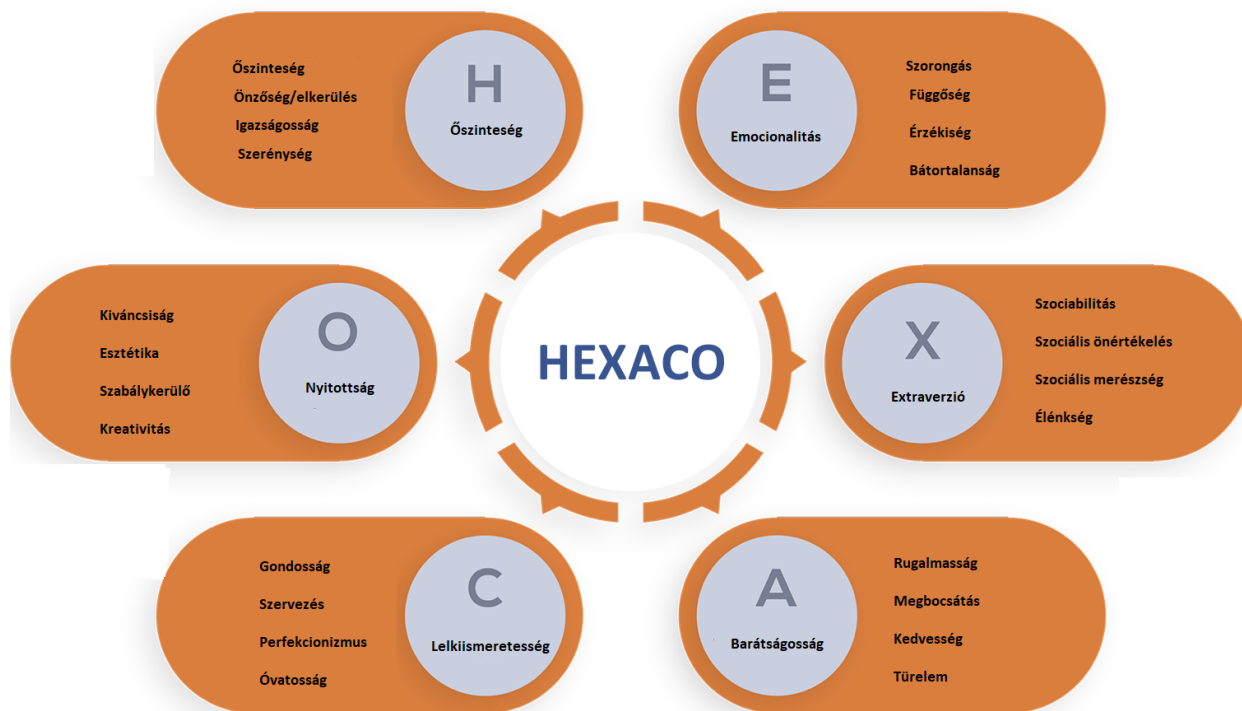 H
Őszinteség
Őszinteség
Önzőség/elkerülés
Igazságosság
Szerénység
E
Emocionalitás
Szorongás
Függőség
Érzékiség
Bátortalanság
HEXACO
O
Nyitottság
Kiváncsiság
Esztétika
Szabálykerülő
Kreativitás
X
Extraverzió
Szociabilitás
Szociális önértékelés
Szociális merészség
Élénkség
C
Lelkiismeretesség
Gondosság
Szervezés
Perfekcionizmus
Óvatosság
A
Barátságosság
Rugalmasság
Megbocsátás
Kedvesség
Türelem